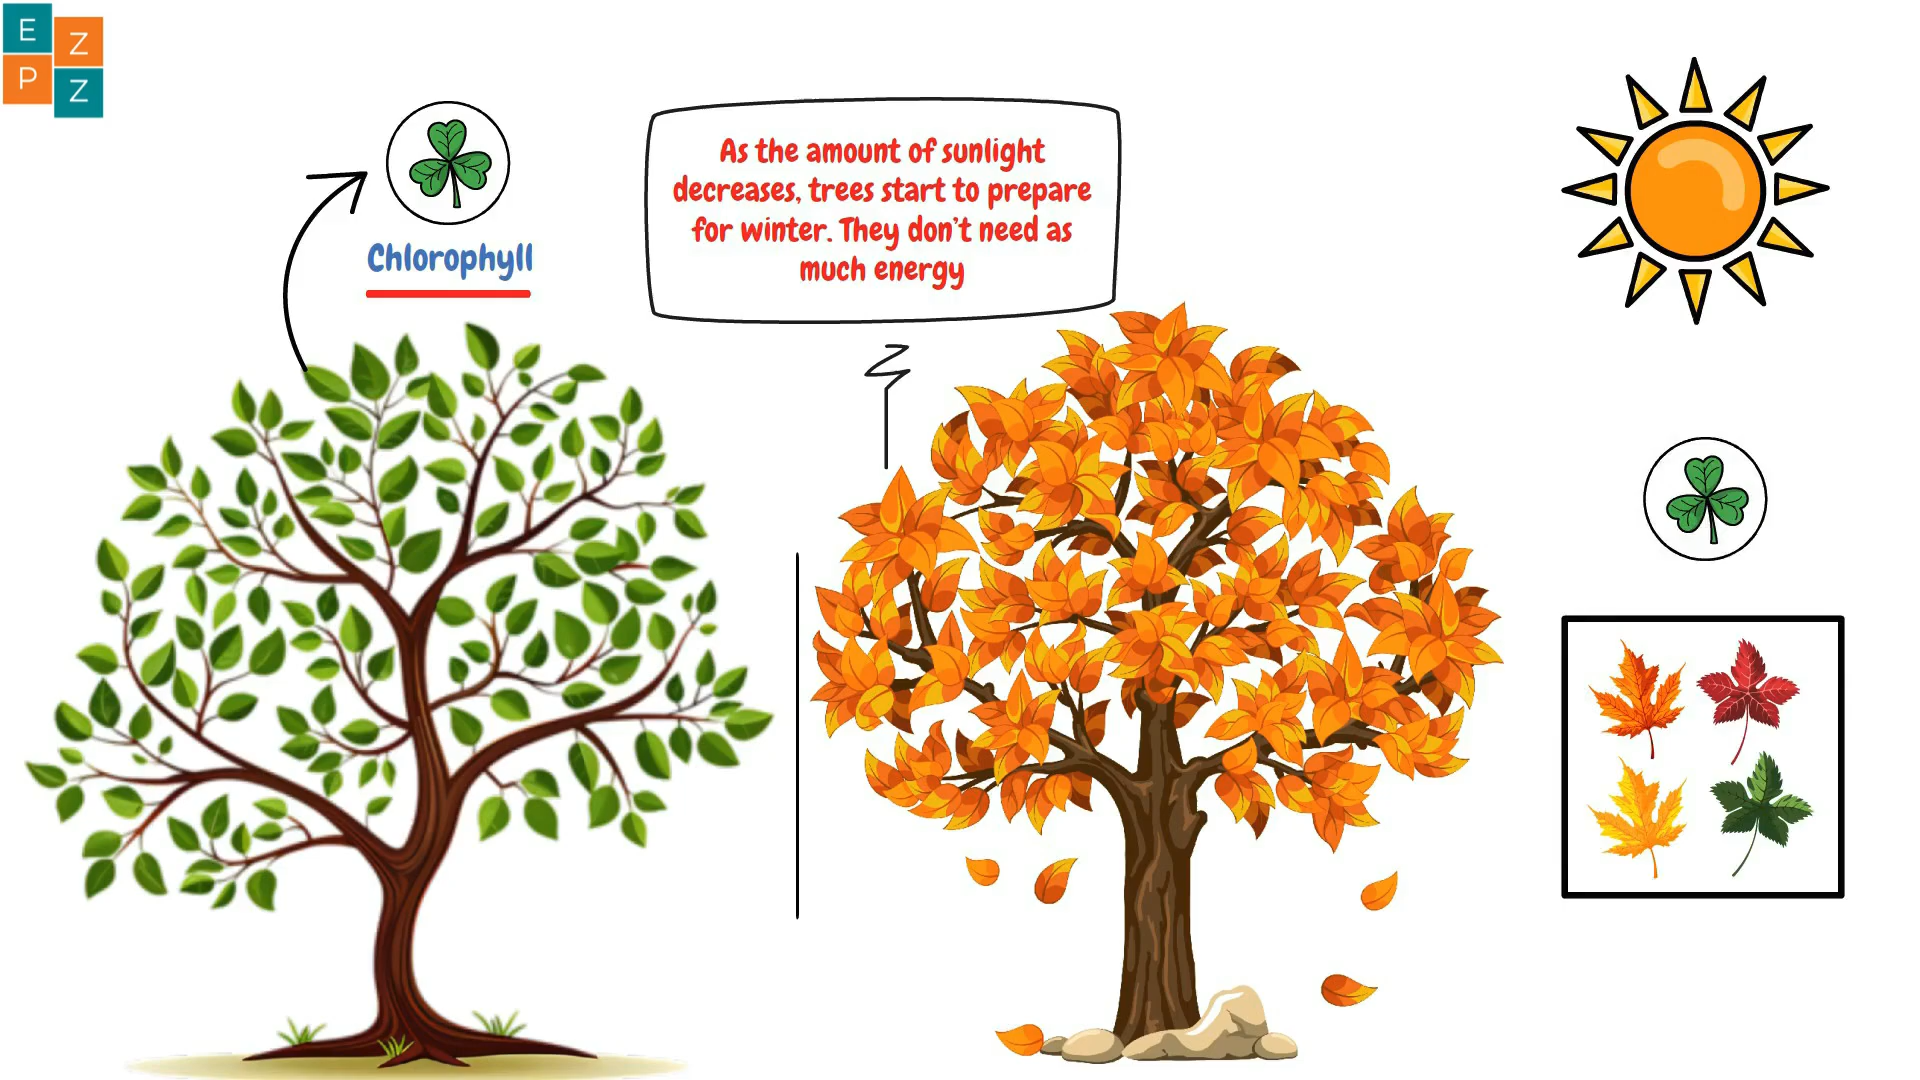 E Z
P Z
Chlorophyll
As the amount of sunlight
decreases, trees start to prepare
for winter. They don't need as
much energy